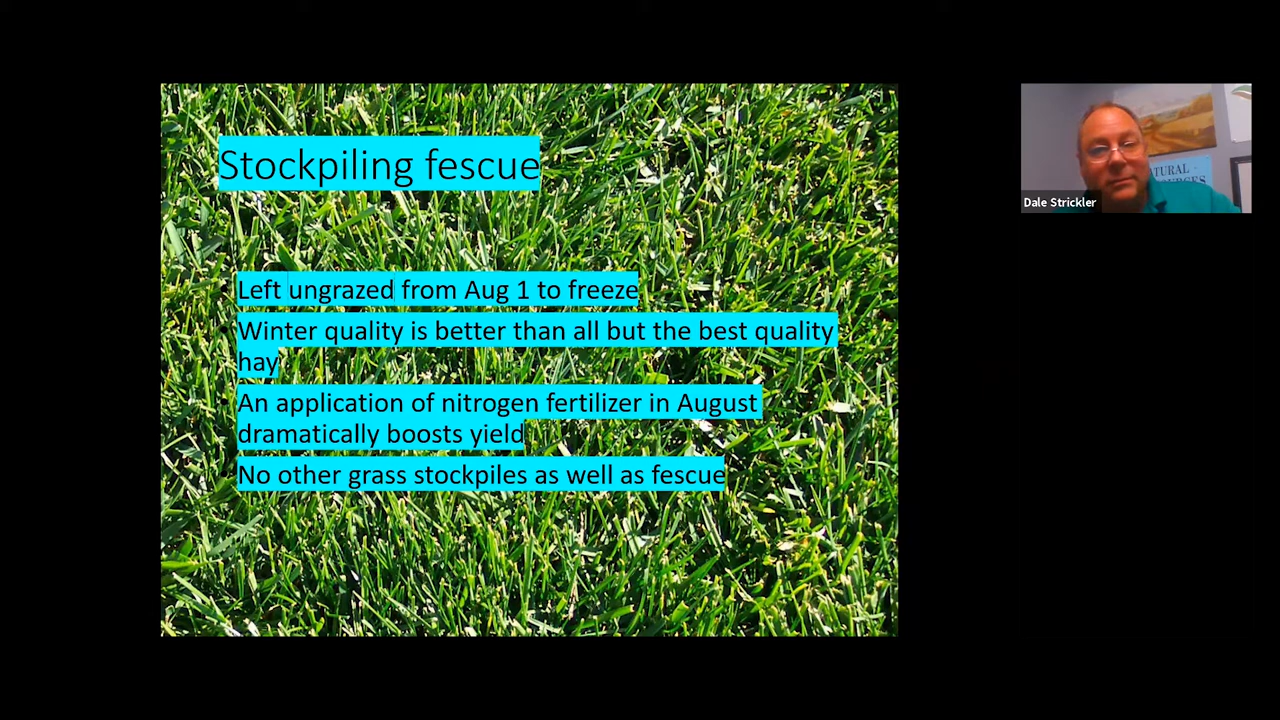 Stockpiling fescue
Left ungrazed from Aug 1 to freeze
Winter quality is better than all but the best quality
hay
An application of nitrogen fertilizer in August
dramatically boosts yield
No other grass stockpiles as well as fescue
Dale Strickler